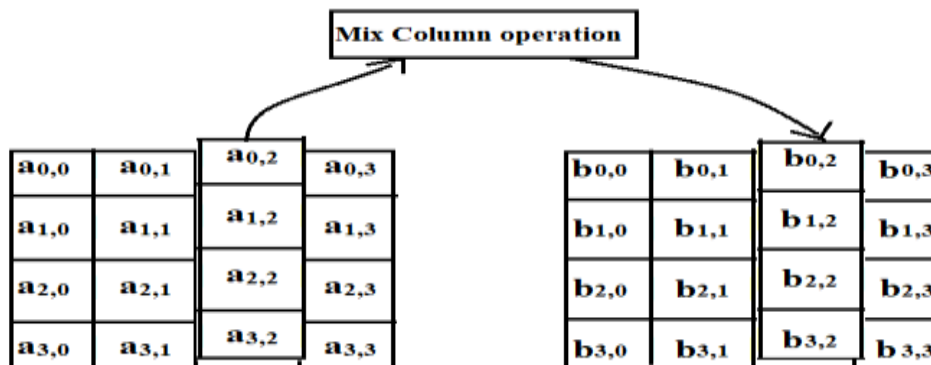 Mix Column operation
a0,0 a0,1 a0,2 a0,3 b0,0 b0,1 b0,2 b0,3
a1,0 a1,1 a1,2 a1,3 b1,0 b1,1 b1,2 b1,3
a2,0 a2,1 a2,2 a2,3 b2,0 b2,1 b2,2 b2,3
a3,0 a3,1 a3,2 a3,3 b3,0 b3,1 b3,2 b3,3